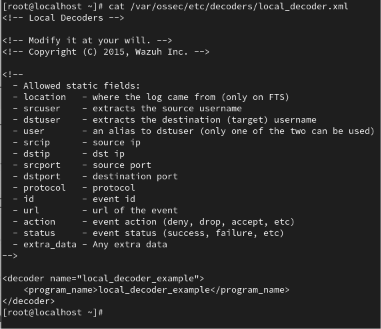 [root@localhost ~]# cat /var/ossec/etc/decoders/local_decoder.xml
<!-- Local Decoders -->
<!-- Modify it at your will. -->
<!-- Copyright (C) 2015, Wazuh Inc. -->
<!--
- Allowed static fields:
- location - where the log came from (only on FTS)
- srcuser - extracts the source username
- dstuser - extracts the destination (target) username
- user - an alias to dstuser (only one of the two can be used)
- srcip - source ip
- dstip - dst ip
- srcport - source port
- dstport - destination port
- protocol - protocol
- id - event id
- url - url of the event
- action - event action (deny, drop, accept, etc)
- status - event status (success, failure, etc)
- extra_data - Any extra data
-->
<decoder name="local_decoder_example">
<program_name>local_decoder_example</program_name>
</decoder>
[root@localhost ~]#